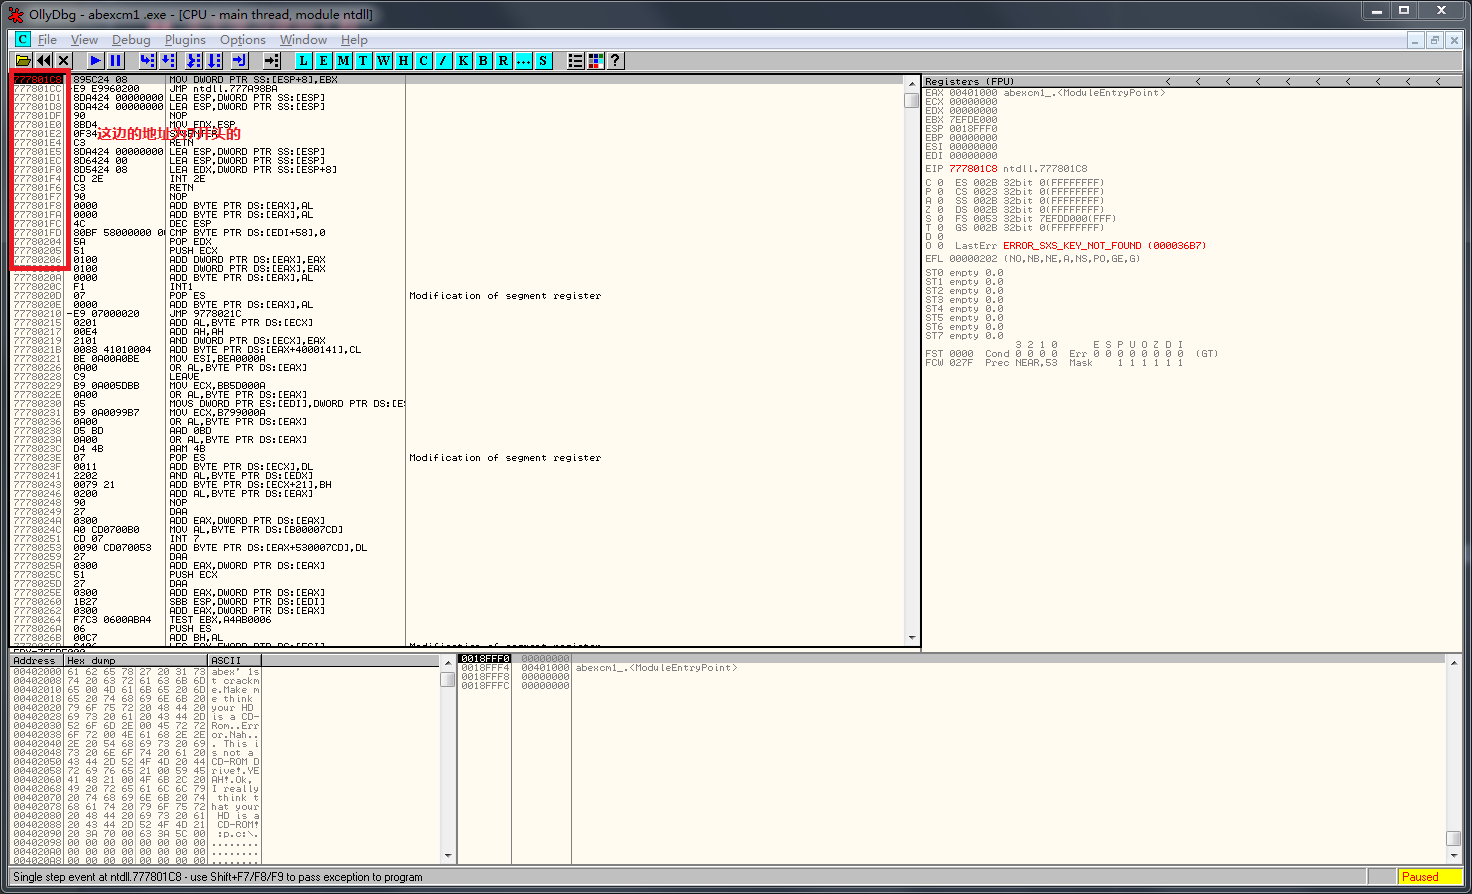 OllyDbg - abexcm1 .exe - [CPU - main thread, module ntdll]
C File View Debug Plugins Options Window Help
L E M T W H C / K B R ... S ?
777801C8 895C24 08 MOV DWORD PTR SS:[ESP+8],EBX
777801CC -E9 E9960200 JMP ntdll.777A98BA
777801D1 8DA424 00000000 LEA ESP,DWORD PTR SS:[ESP]
777801D8 8DA424 00000000 LEA ESP,DWORD PTR SS:[ESP]
777801DF 90 NOP
777801E0 8BD4 MOV EDX,ESP
777801E2 0F34 SYSENTER
这边的地址为7开头的
777801E4 C3 RETN
777801E5 8DA424 00000000 LEA ESP,DWORD PTR SS:[ESP]
777801EC 8D6424 00 LEA ESP,DWORD PTR SS:[ESP]
777801F0 8D5424 08 LEA EDX,DWORD PTR SS:[ESP+8]
777801F4 CD 2E INT 2E
777801F6 C3 RETN
777801F7 90 NOP
777801F8 0000 ADD BYTE PTR DS:[EAX],AL
777801FA 0000 ADD BYTE PTR DS:[EAX],AL
777801FC 4C DEC ESP
777801FD 80BF 58000000 00 CMP BYTE PTR DS:[EDI+58],0
77780204 5A POP EDX
77780205 51 PUSH ECX
77780206 0100 ADD DWORD PTR DS:[EAX],EAX
77780208 0100 ADD DWORD PTR DS:[EAX],EAX
7778020A 0000 ADD BYTE PTR DS:[EAX],AL
7778020C F1 INT1
7778020D 07 POP ES Modification of segment register
7778020E 0000 ADD BYTE PTR DS:[EAX],AL
77780210 -E9 07000020 JMP 9778021C
77780215 0201 ADD AL,BYTE PTR DS:[ECX]
77780217 00E4 ADD AH,AH
77780219 2101 AND DWORD PTR DS:[ECX],EAX
7778021B 0088 41010004 ADD BYTE PTR DS:[EAX+4000141],CL
77780221 BE 0A00A0BE MOV ESI,BEA0000A
77780226 0A00 OR AL,BYTE PTR DS:[EAX]
77780228 C9 LEAVE
77780229 B9 0A005DBB MOV ECX,BB5D000A
7778022E 0A00 OR AL,BYTE PTR DS:[EAX]
77780230 A5 MOVS DWORD PTR ES:[EDI],DWORD PTR DS:[E
77780231 B9 0A0099B7 MOV ECX,B799000A
77780236 0A00 OR AL,BYTE PTR DS:[EAX]
77780238 D5 BD AAD 0BD
7778023A 0A00 OR AL,BYTE PTR DS:[EAX]
7778023C D4 4B AAM 4B
7778023E 07 POP ES Modification of segment register
7778023F 0011 ADD BYTE PTR DS:[ECX],DL
77780241 2202 AND AL,BYTE PTR DS:[EDX]
77780243 0079 21 ADD BYTE PTR DS:[ECX+21],BH
77780246 0200 ADD AL,BYTE PTR DS:[EAX]
77780248 90 NOP
77780249 27 DAA
7778024A 0300 ADD EAX,DWORD PTR DS:[EAX]
7778024C A0 CD0700B0 MOV AL,BYTE PTR DS:[B00007CD]
77780251 CD 07 INT 7
77780253 0090 CD070053 ADD BYTE PTR DS:[EAX+530007CD],DL
77780259 27 DAA
7778025A 0300 ADD EAX,DWORD PTR DS:[EAX]
7778025C 51 PUSH ECX
7778025D 27 DAA
7778025E 0300 ADD EAX,DWORD PTR DS:[EAX]
77780260 1B27 SBB ESP,DWORD PTR DS:[EDI]
77780262 0300 ADD EAX,DWORD PTR DS:[EAX]
77780264 F7C3 0600ABA4 TEST EBX,A4AB0006
7778026A 06 PUSH ES
7778026B 00C7 ADD BH,AL
Registers (FPU) < < < < < < < < < <
EAX 00401000 abexcm1_.<ModuleEntryPoint>
ECX 00000000
EDX 00000000
EBX 7EFDE000
ESP 0018FFF0
EBP 00000000
ESI 00000000
EDI 00000000
EIP 777801C8 ntdll.777801C8
C 0 ES 002B 32bit 0(FFFFFFFF)
P 0 CS 0023 32bit 0(FFFFFFFF)
A 0 SS 002B 32bit 0(FFFFFFFF)
Z 0 DS 002B 32bit 0(FFFFFFFF)
S 0 FS 0053 32bit 7EFDD000(FFF)
T 0 GS 002B 32bit 0(FFFFFFFF)
D 0
O 0 LastErr ERROR_SXS_KEY_NOT_FOUND (000036B7)
EFL 00000202 (NO,NB,NE,A,NS,PO,GE,G)
ST0 empty 0.0
ST1 empty 0.0
ST2 empty 0.0
ST3 empty 0.0
ST4 empty 0.0
ST5 empty 0.0
ST6 empty 0.0
ST7 empty 0.0
3 2 1 0 E S P U O Z D I
FST 0000 Cond 0 0 0 0 Err 0 0 0 0 0 0 0 0 (GT)
FCW 027F Prec NEAR,53 Mask 1 1 1 1 1 1
Address Hex dump ASCII
00402000 61 62 65 78 27 20 31 73 abex' 1s
00402008 74 20 63 72 61 63 6B 6D t crackm
00402010 65 00 4D 61 6B 65 20 6D e.Make m
00402018 65 20 74 68 69 6E 6B 20 e think
00402020 79 6F 75 72 20 48 44 20 your HD
00402028 69 73 20 61 20 43 44 2D is a CD-
00402030 52 6F 6D 2E 00 45 72 72 Rom..Err
00402038 6F 72 00 4E 61 68 2E 2E or.Nah..
00402040 2E 20 54 68 69 73 20 69 . This i
00402048 73 20 6E 6F 74 20 61 20 s not a
00402050 43 44 2D 52 4F 4D 20 44 CD-ROM D
00402058 72 69 76 65 21 00 59 45 rive!.YE
00402060 41 48 21 00 4F 6B 2C 20 AH!.Ok,
00402068 49 20 72 65 61 6C 6C 79 I really
00402070 20 74 68 69 6E 6B 20 74 think t
00402078 68 61 74 20 79 6F 75 72 hat your
00402080 20 48 44 20 69 73 20 61 HD is a
00402088 20 43 44 2D 52 4F 4D 21 CD-ROM!
00402090 20 3A 70 00 63 3A 5C 00 :p.c:\.
00402098 00 00 00 00 00 00 00 00 ........
004020A0 00 00 00 00 00 00 00 00 ........
004020A8 00 00 00 00 00 00 00 00 ........
0018FFF0 00000000
0018FFF4 00401000 abexcm1_.<ModuleEntryPoint>
0018FFF8 00000000
0018FFFC 00000000
Single step event at ntdll.777801C8 - use Shift+F7/F8/F9 to pass exception to program
Paused